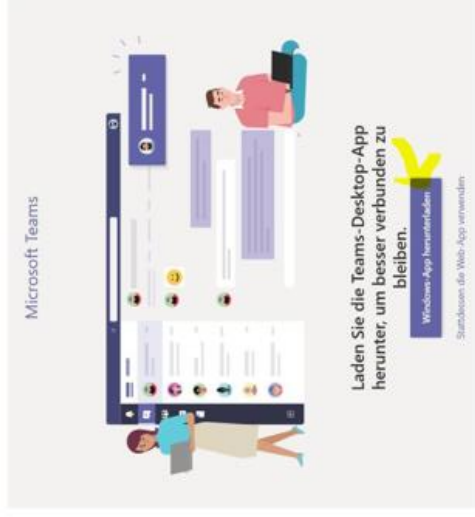 Microsoft Teams
Laden Sie die Teams-Desktop-App
herunter, um besser verbunden zu
bleiben.
Windows-App herunterladen
Stattdessen die Web-App verwenden